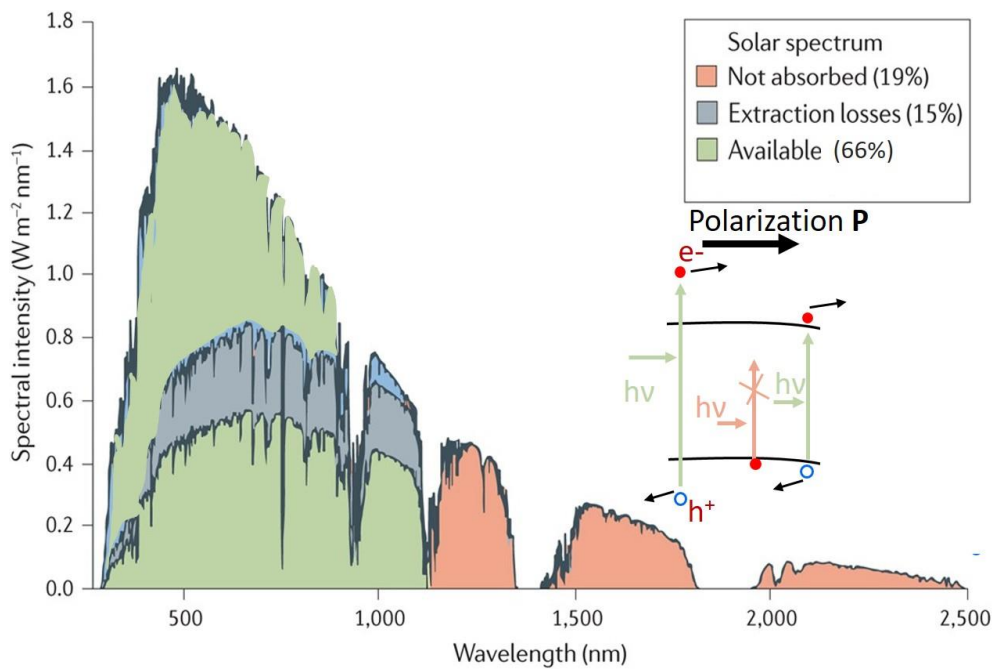 Spectral intensity (W m⁻² nm⁻¹)
1.8
1.6
1.4
1.2
1.0
0.8
0.6
0.4
0.2
0.0
500
1,000
1,500
2,000
2,500
Wavelength (nm)
Solar spectrum
Not absorbed (19%)
Extraction losses (15%)
Available (66%)
Polarization P
e-
hν
hν
hν
h⁺